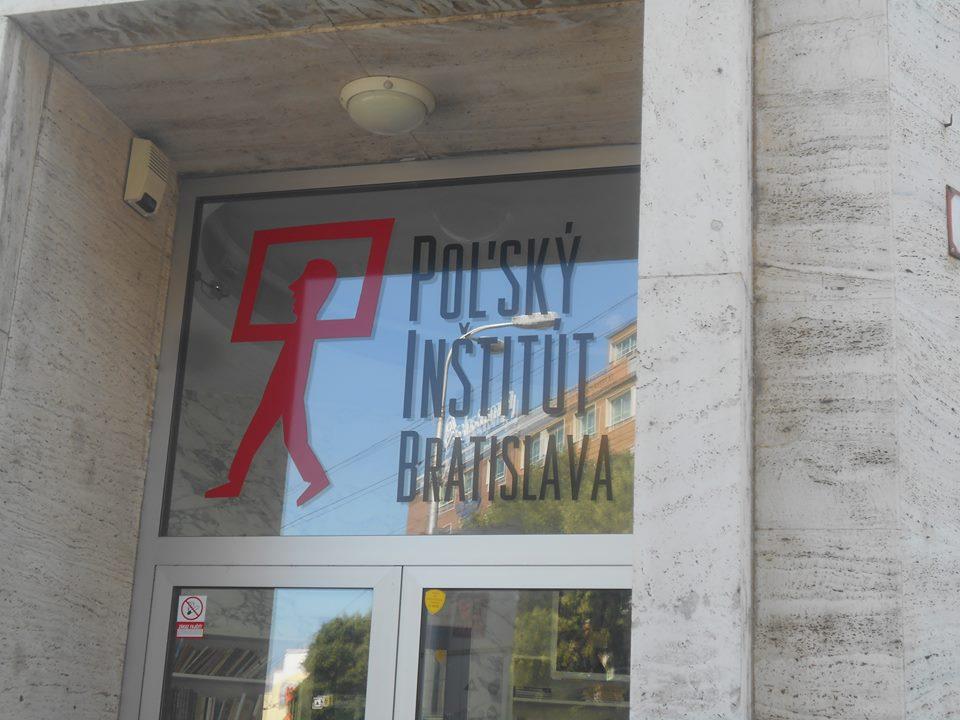 POĽSKÝ
INŠTITÚT
BRATISLAVA